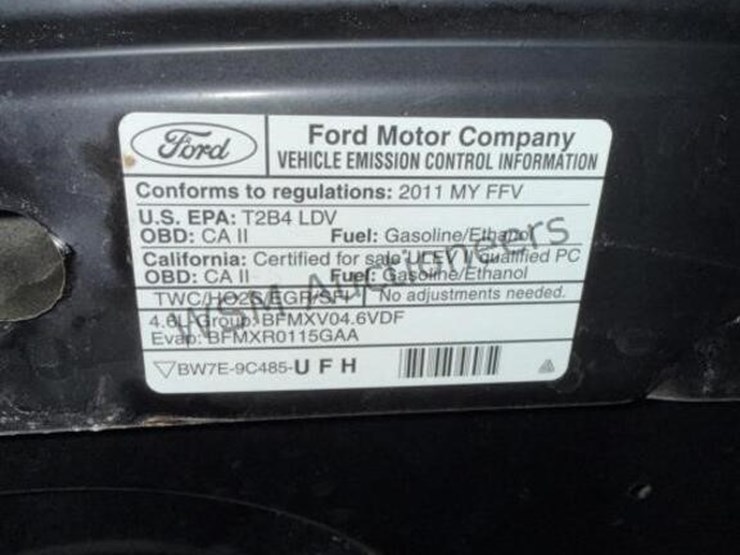 Ford
Ford Motor Company
VEHICLE EMISSION CONTROL INFORMATION
Conforms to regulations: 2011 MY FFV
U.S. EPA: T2B4 LDV
OBD: CA II Fuel: Gasoline/Ethanol
California: Certified for sale "ULEV II" Qualified PC
OBD: CA II Fuel: Gasoline/Ethanol
TWC/HO2S/EGR/SFI No adjustments needed.
4.6L Group: BFMXV04.6VDF
Evap: BFMXR0115GAA
BW7E-9C485-U F H
WSM Auctioneers